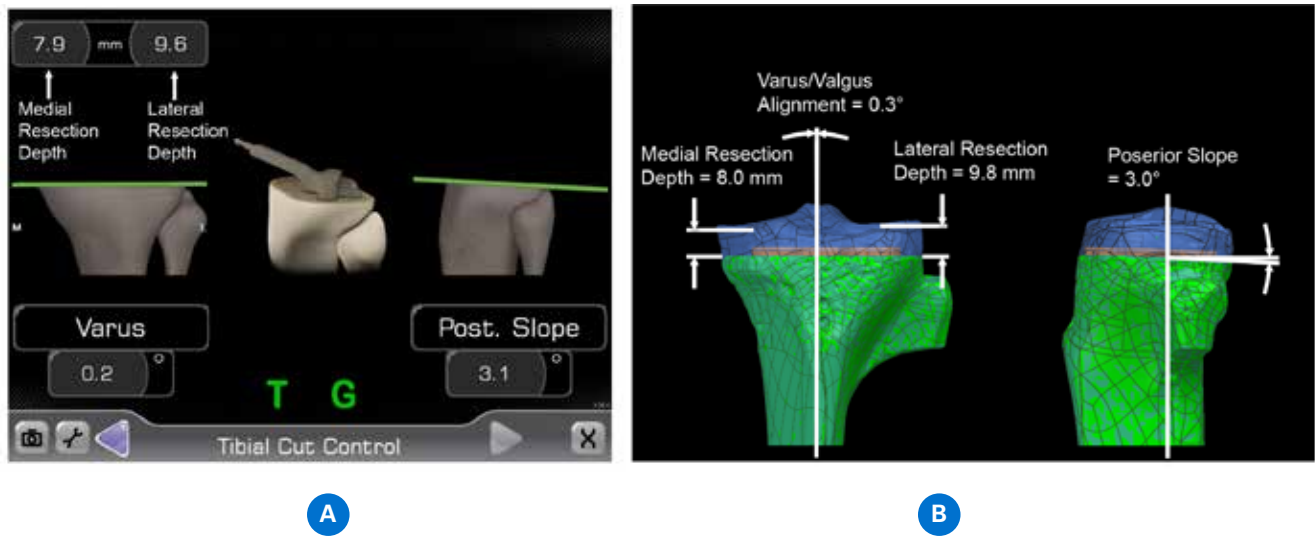 7.9 mm 9.6
Medial
Resection
Depth
Lateral
Resection
Depth
M
Varus
0.2 °
Post. Slope
3.1 °
T G
Tibial Cut Control
X
Varus/Valgus
Alignment = 0.3°
Medial Resection
Depth = 8.0 mm
Lateral Resection
Depth = 9.8 mm
Poserior Slope
= 3.0°
A
B